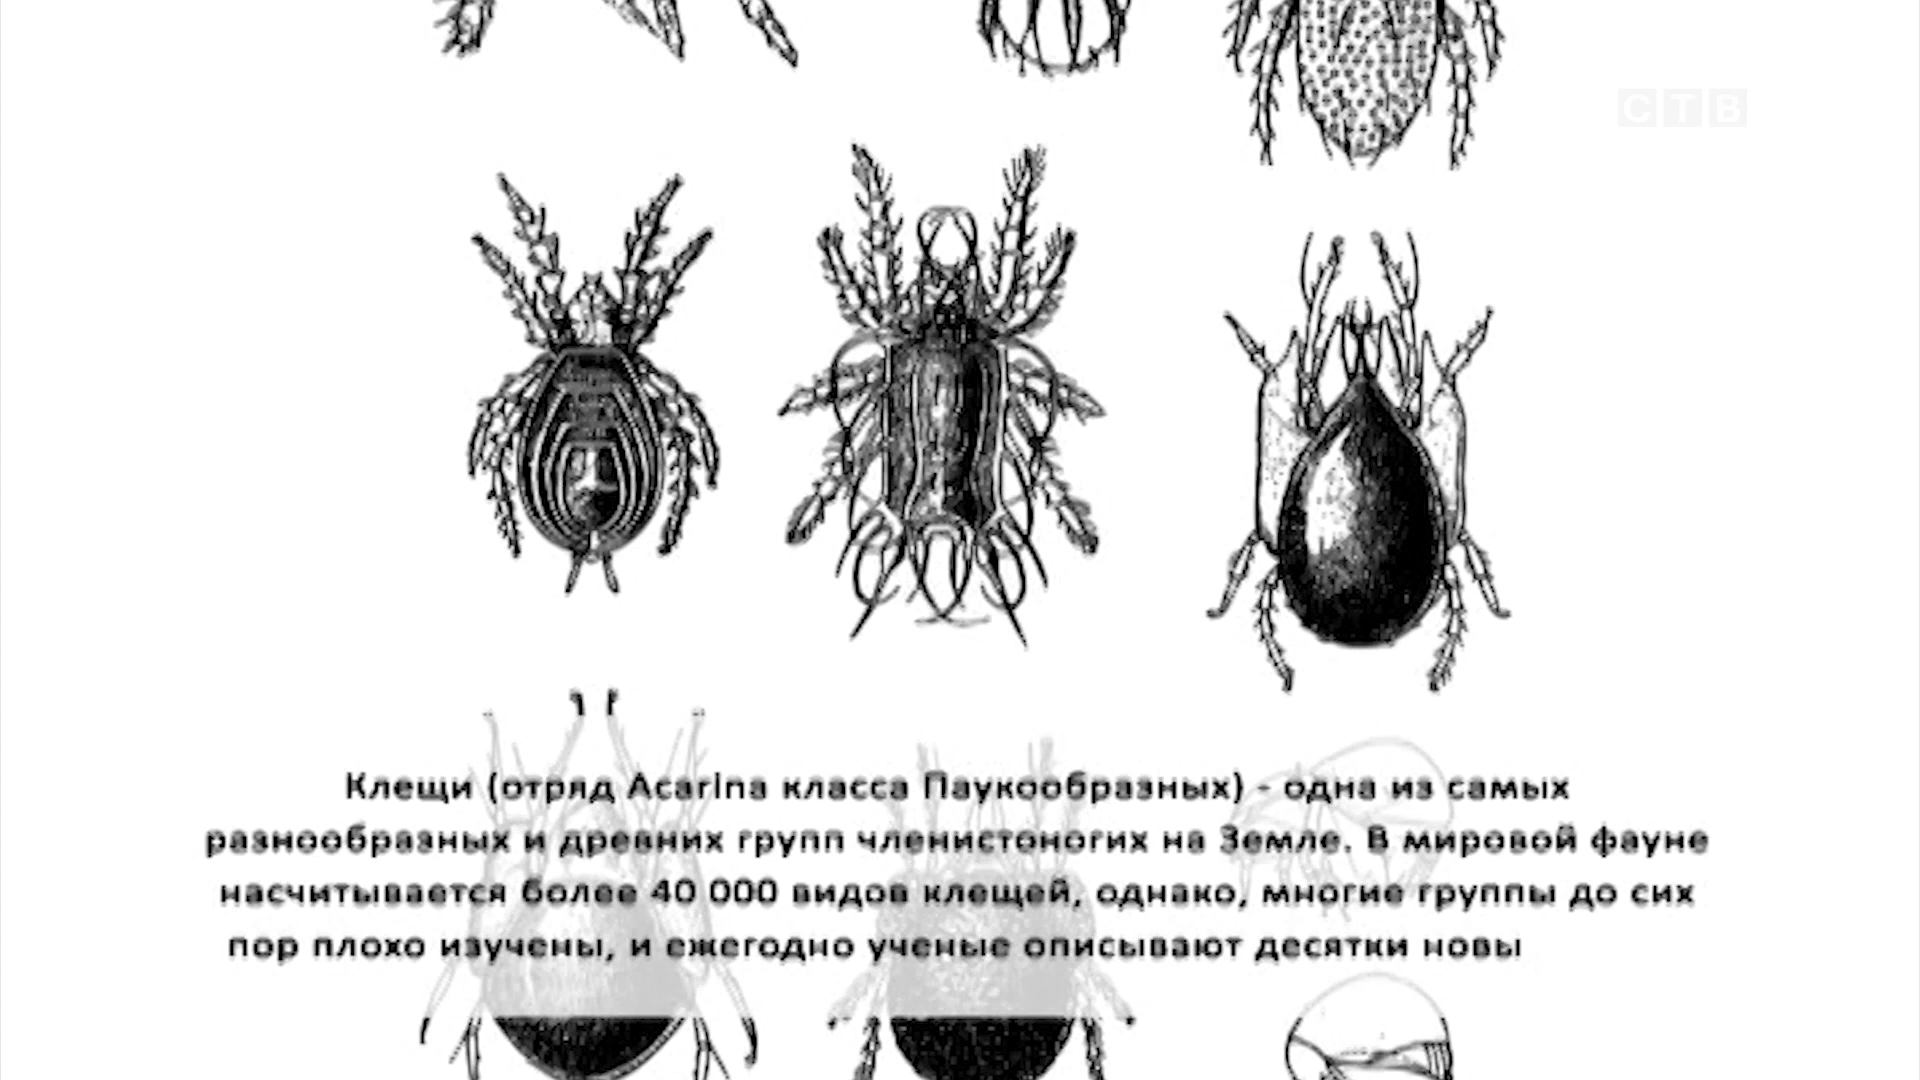 СТВ
Клещи (отряд Acarina класса Паукообразных) - одна из самых
разнообразных и древних групп членистоногих на Земле. В мировой фауне
насчитывается более 40 000 видов клещей, однако, многие группы до сих
пор плохо изучены, и ежегодно ученые описывают десятки новы